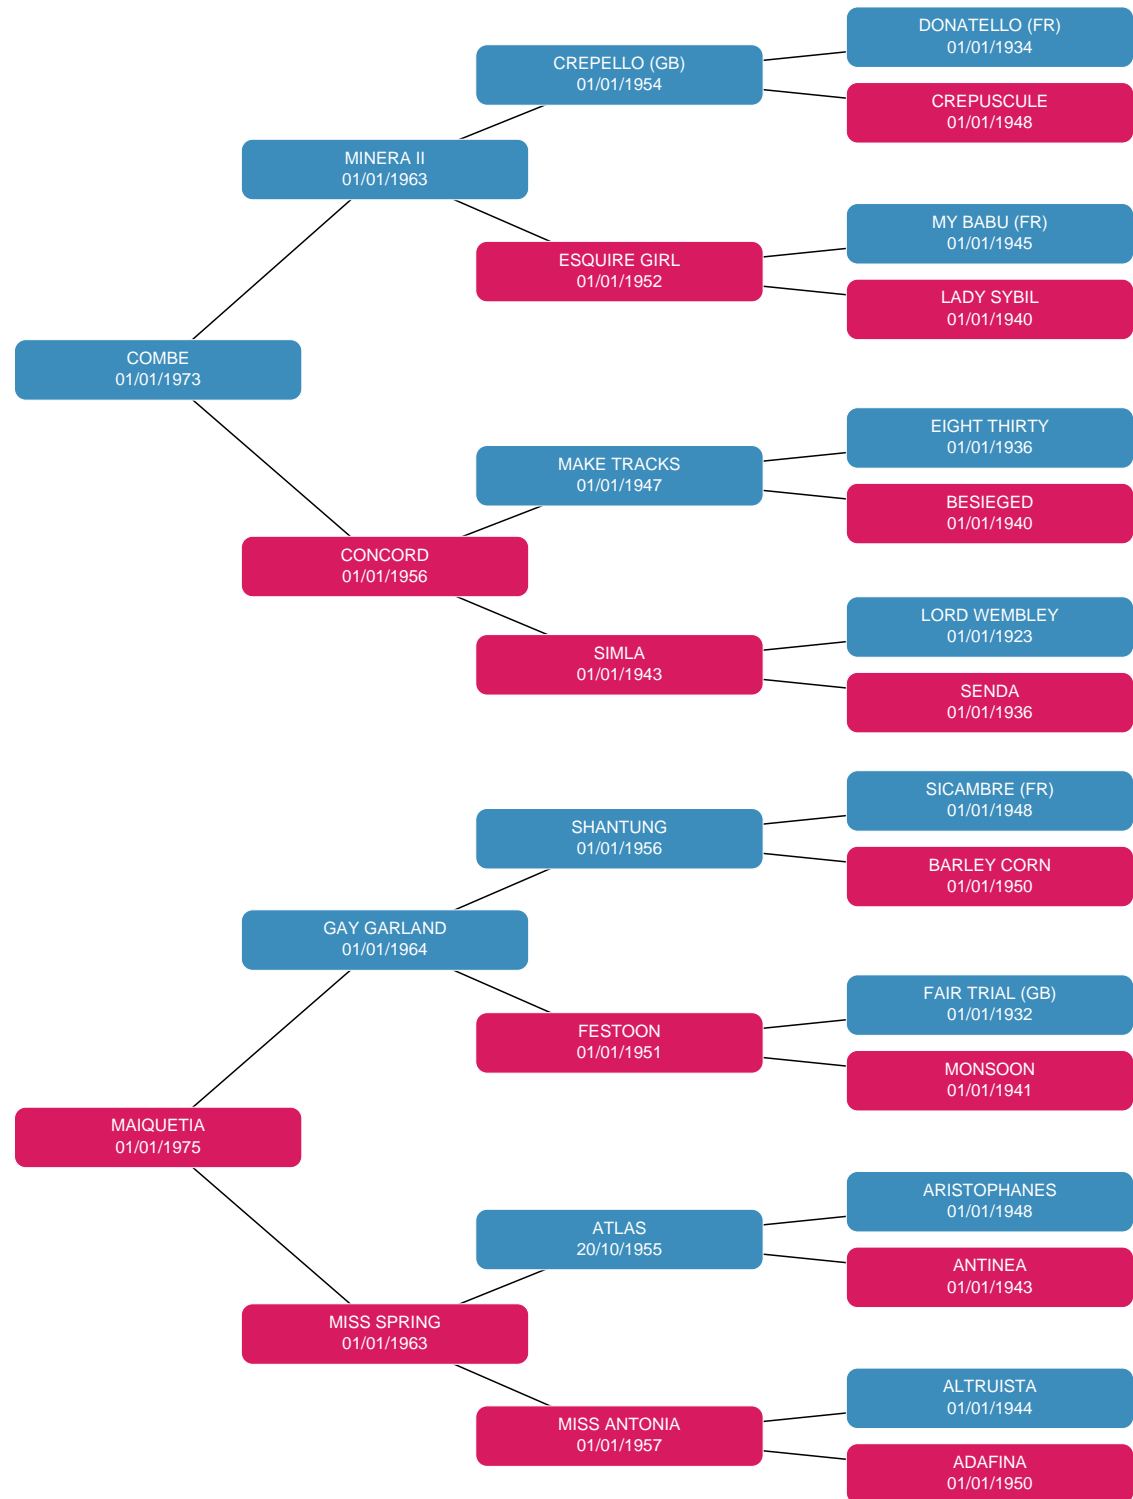 DONATELLO (FR)
01/01/1934
CREPELLO (GB)
01/01/1954
CREPUSCULE
01/01/1948
MINERA II
01/01/1963
MY BABU (FR)
01/01/1945
ESQUIRE GIRL
01/01/1952
LADY SYBIL
01/01/1940
COMBE
01/01/1973
EIGHT THIRTY
01/01/1936
MAKE TRACKS
01/01/1947
BESIEGED
01/01/1940
CONCORD
01/01/1956
LORD WEMBLEY
01/01/1923
SIMLA
01/01/1943
SENDA
01/01/1936
SICAMBRE (FR)
01/01/1948
SHANTUNG
01/01/1956
BARLEY CORN
01/01/1950
GAY GARLAND
01/01/1964
FAIR TRIAL (GB)
01/01/1932
FESTOON
01/01/1951
MONSOON
01/01/1941
MAIQUETIA
01/01/1975
ARISTOPHANES
01/01/1948
ATLAS
20/10/1955
ANTINEA
01/01/1943
MISS SPRING
01/01/1963
ALTRUISTA
01/01/1944
MISS ANTONIA
01/01/1957
ADAFINA
01/01/1950